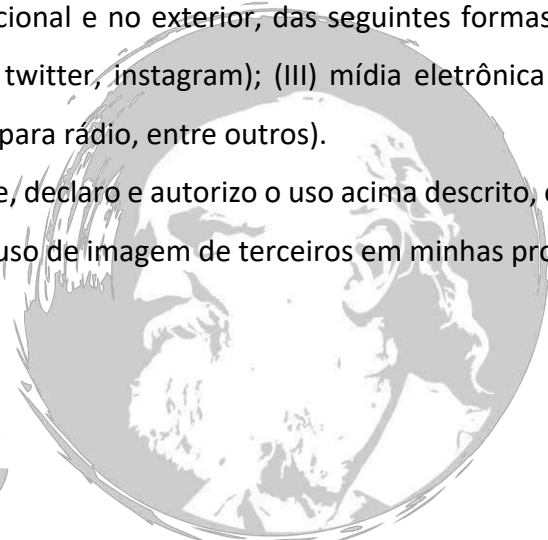 cional e no exterior, das seguintes formas
twitter, instagram); (III) mídia eletrônica
para rádio, entre outros).
e, declaro e autorizo o uso acima descrito,
uso de imagem de terceiros em minhas pro